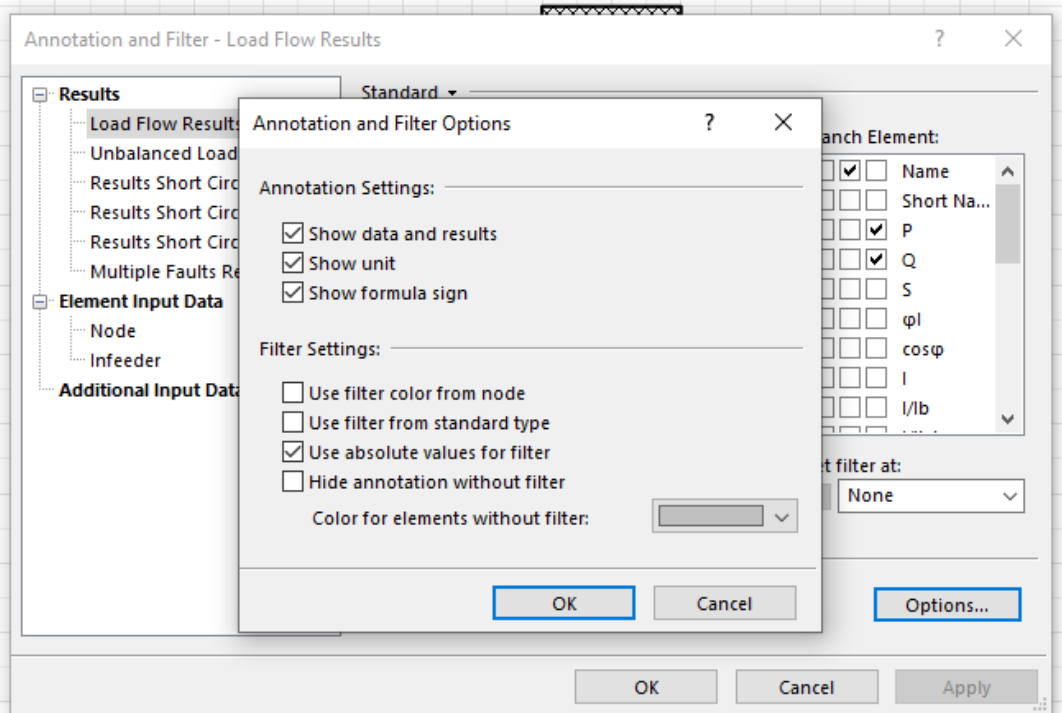 Annotation and Filter - Load Flow Results
?
Results
Load Flow Results
Unbalanced Load
Results Short Circ
Results Short Circ
Results Short Circ
Multiple Faults Re
Element Input Data
Node
Infeeder
Additional Input Data
Standard
Annotation and Filter Options
?
Annotation Settings:
Show data and results
Show unit
Show formula sign
Filter Settings:
Use filter color from node
Use filter from standard type
Use absolute values for filter
Hide annotation without filter
Color for elements without filter:
OK
Cancel
anch Element:
Name
Short Na...
P
Q
S
φI
cosφ
I
I/Ib
t filter at:
None
Options...
OK
Cancel
Apply